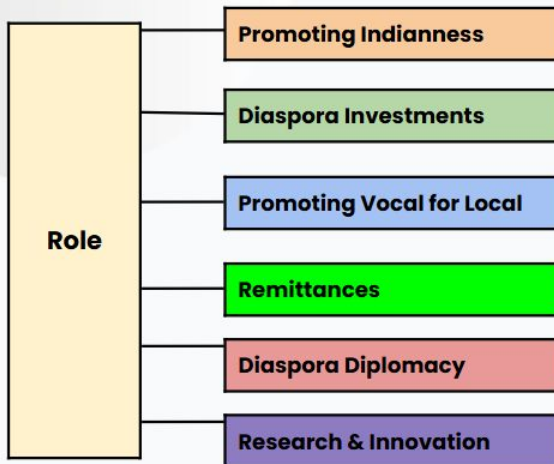 Role
Promoting Indianness
Diaspora Investments
Promoting Vocal for Local
Remittances
Diaspora Diplomacy
Research & Innovation